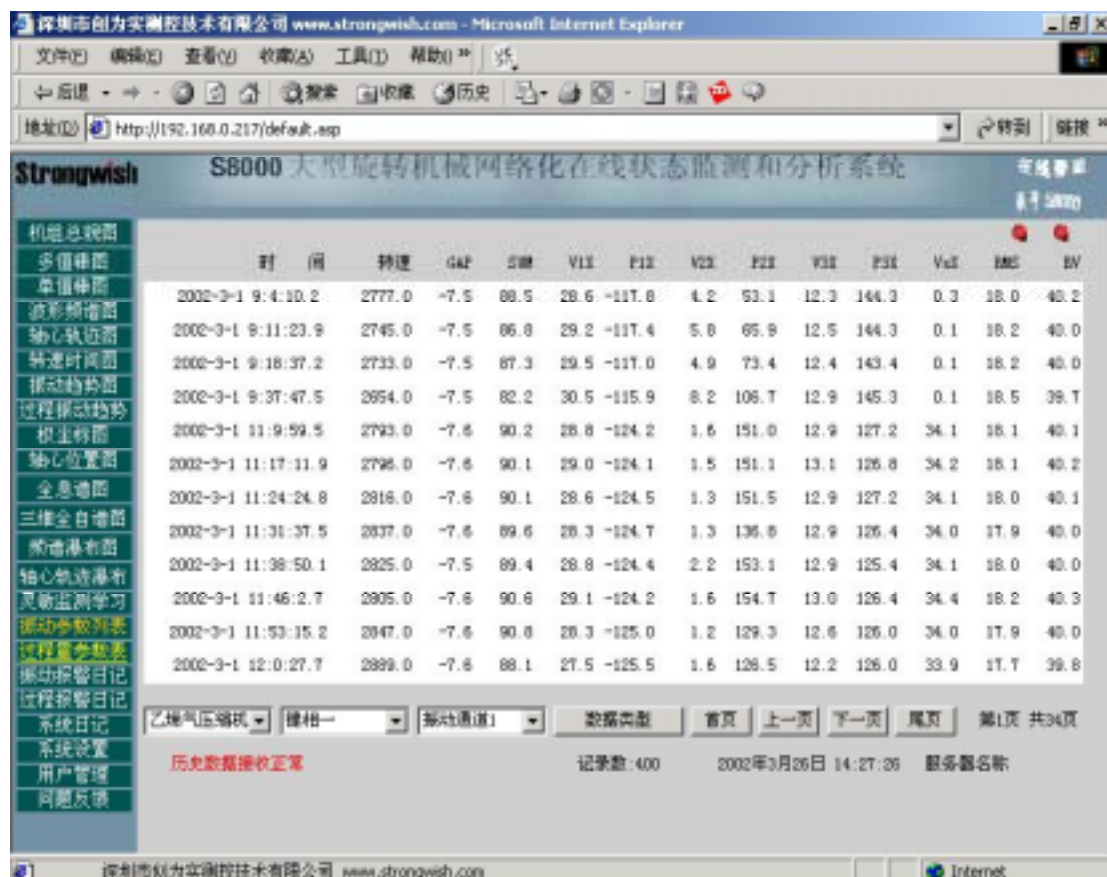 深圳市创为实测控技术有限公司 www.strongwish.com - Microsoft Internet Explorer
文件(F) 编辑(E) 查看(V) 收藏(A) 工具(T) 帮助(H) »
后退 搜索 收藏 历史
地址(D) http://192.168.0.217/default.asp 转到 链接 »
Strongwish S8000 大型旋转机械网络化在线状态监测和分析系统
机组总貌图
多值棒图
单值棒图
波形频谱图
轴心轨迹图
转速时间图
振动趋势图
过程振动趋势
极坐标图
轴心位置图
全息谱图
三维全息谱图
频谱瀑布图
轴心轨迹瀑布
灵敏监测学习
振动参数列表
过程量参数表
振动报警日记
过程报警日记
系统日记
系统设置
用户管理
问题反馈
时 间 转速 GAP SUM V1X P1X V2X P2X V3X P3X VxX RMS EV
2002-3-1 9:4:10.2 2777.0 -7.5 88.5 28.6 -117.8 4.2 53.1 12.3 144.3 0.3 18.0 40.2
2002-3-1 9:11:23.9 2745.0 -7.5 86.8 29.2 -117.4 5.8 65.9 12.5 144.3 0.1 18.2 40.0
2002-3-1 9:18:37.2 2733.0 -7.5 87.3 29.5 -117.0 4.9 73.4 12.4 143.4 0.1 18.2 40.0
2002-3-1 9:37:47.5 2654.0 -7.5 82.2 30.5 -115.9 8.2 106.7 12.9 145.3 0.1 18.5 39.7
2002-3-1 11:9:59.5 2793.0 -7.6 90.2 28.8 -124.2 1.6 151.0 12.9 127.2 34.1 18.1 40.1
2002-3-1 11:17:11.9 2796.0 -7.6 90.1 29.0 -124.1 1.5 151.1 13.1 126.8 34.2 18.1 40.2
2002-3-1 11:24:24.8 2816.0 -7.6 90.1 28.6 -124.5 1.3 151.5 12.9 127.2 34.1 18.0 40.1
2002-3-1 11:31:37.5 2837.0 -7.6 89.6 28.3 -124.7 1.3 136.8 12.9 126.4 34.0 17.9 40.0
2002-3-1 11:38:50.1 2825.0 -7.5 89.4 28.8 -124.4 2.2 153.1 12.9 125.4 34.1 18.0 40.0
2002-3-1 11:46:2.7 2805.0 -7.6 90.6 29.1 -124.2 1.6 154.7 13.0 126.4 34.4 18.2 40.3
2002-3-1 11:53:15.2 2847.0 -7.6 90.8 28.3 -125.0 1.2 129.3 12.6 126.0 34.0 17.9 40.0
2002-3-1 12:0:27.7 2889.0 -7.6 88.1 27.5 -125.5 1.6 126.5 12.2 126.0 33.9 17.7 39.8
乙烯气压缩机 键相一 振动通道1 数据类型 首页 上一页 下一页 尾页 第1页 共34页
历史数据接收正常 记录数:400 2002年3月26日 14:27:26 服务器名称:
深圳市创为实测控技术有限公司 www.strongwish.com Internet